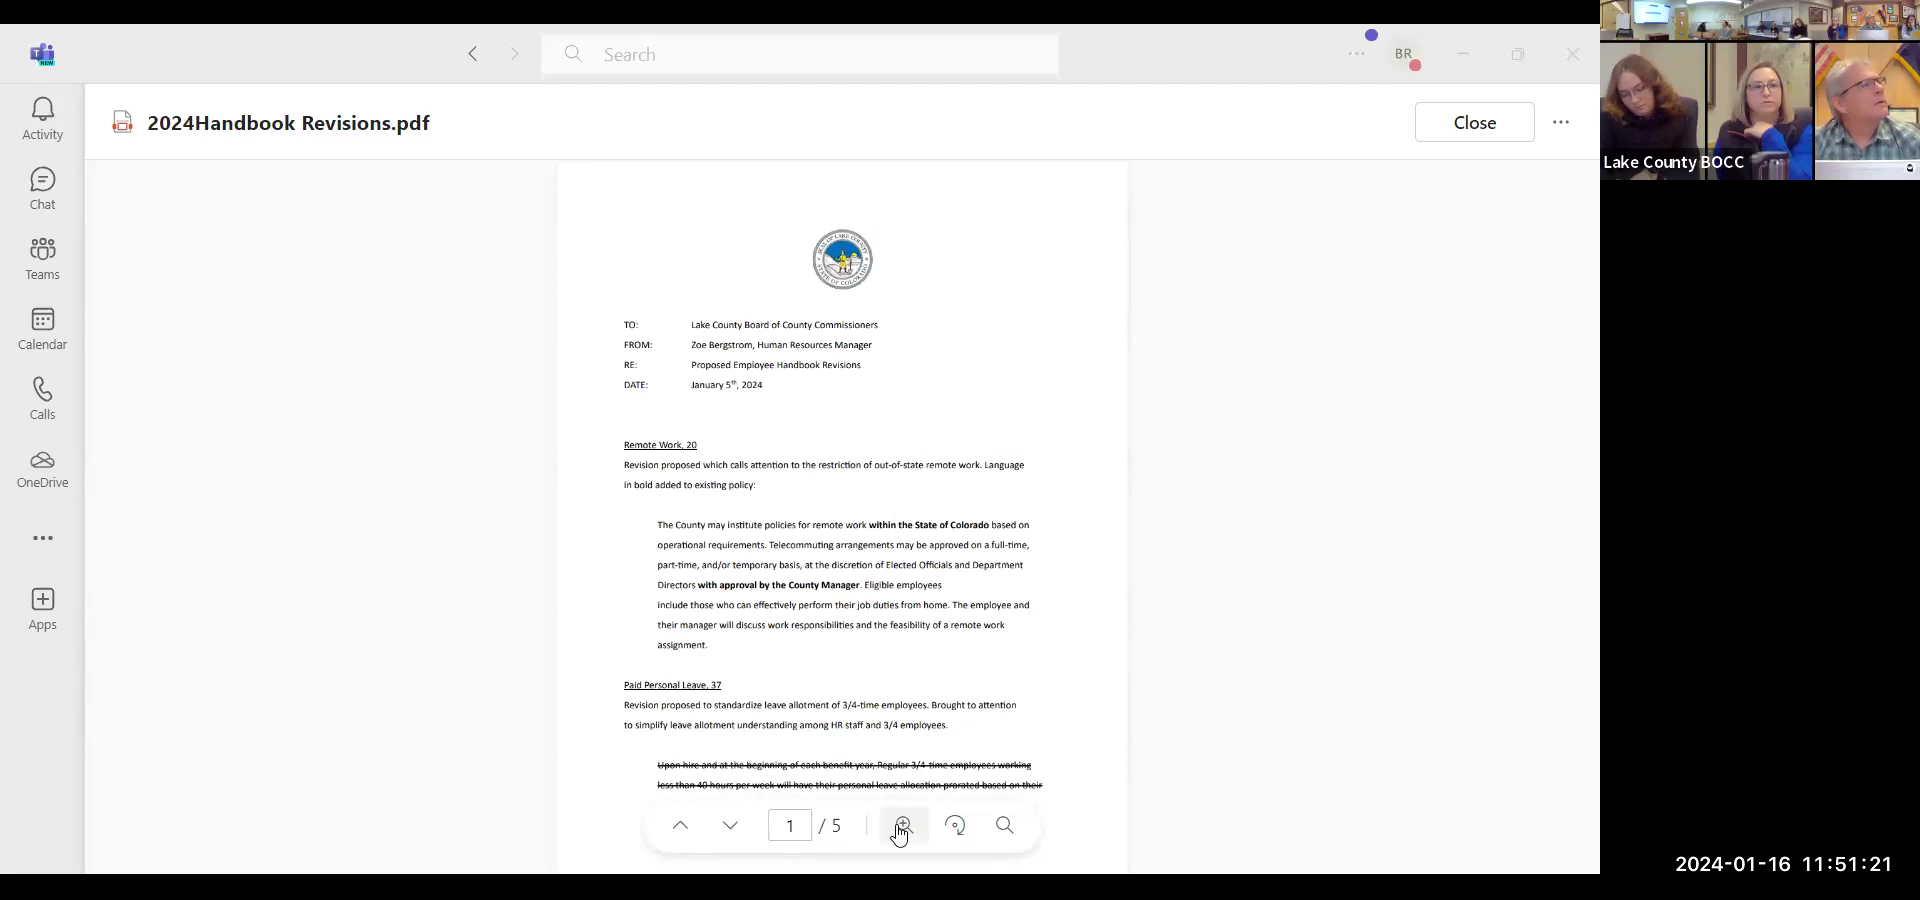 Search
BR
NEW
Activity
Chat
Teams
Calendar
Calls
OneDrive
Apps
2024Handbook Revisions.pdf
Close
SEAL OF LAKE COUNTY
STATE OF COLORADO
TO: Lake County Board of County Commissioners
FROM: Zoe Bergstrom, Human Resources Manager
RE: Proposed Employee Handbook Revisions
DATE: January 5th, 2024
Remote Work, 20
Revision proposed which calls attention to the restriction of out-of-state remote work. Language
in bold added to existing policy:
The County may institute policies for remote work within the State of Colorado based on
operational requirements. Telecommuting arrangements may be approved on a full-time,
part-time, and/or temporary basis, at the discretion of Elected Officials and Department
Directors with approval by the County Manager. Eligible employees
include those who can effectively perform their job duties from home. The employee and
their manager will discuss work responsibilities and the feasibility of a remote work
assignment.
Paid Personal Leave, 37
Revision proposed to standardize leave allotment of 3/4-time employees. Brought to attention
to simplify leave allotment understanding among HR staff and 3/4 employees.
Upon hire and at the beginning of each benefit year, Regular 3/4-time employees working
less than 40 hours per week will have their personal leave allocation prorated based on their
1 / 5
Lake County BOCC
2024-01-16 11:51:21